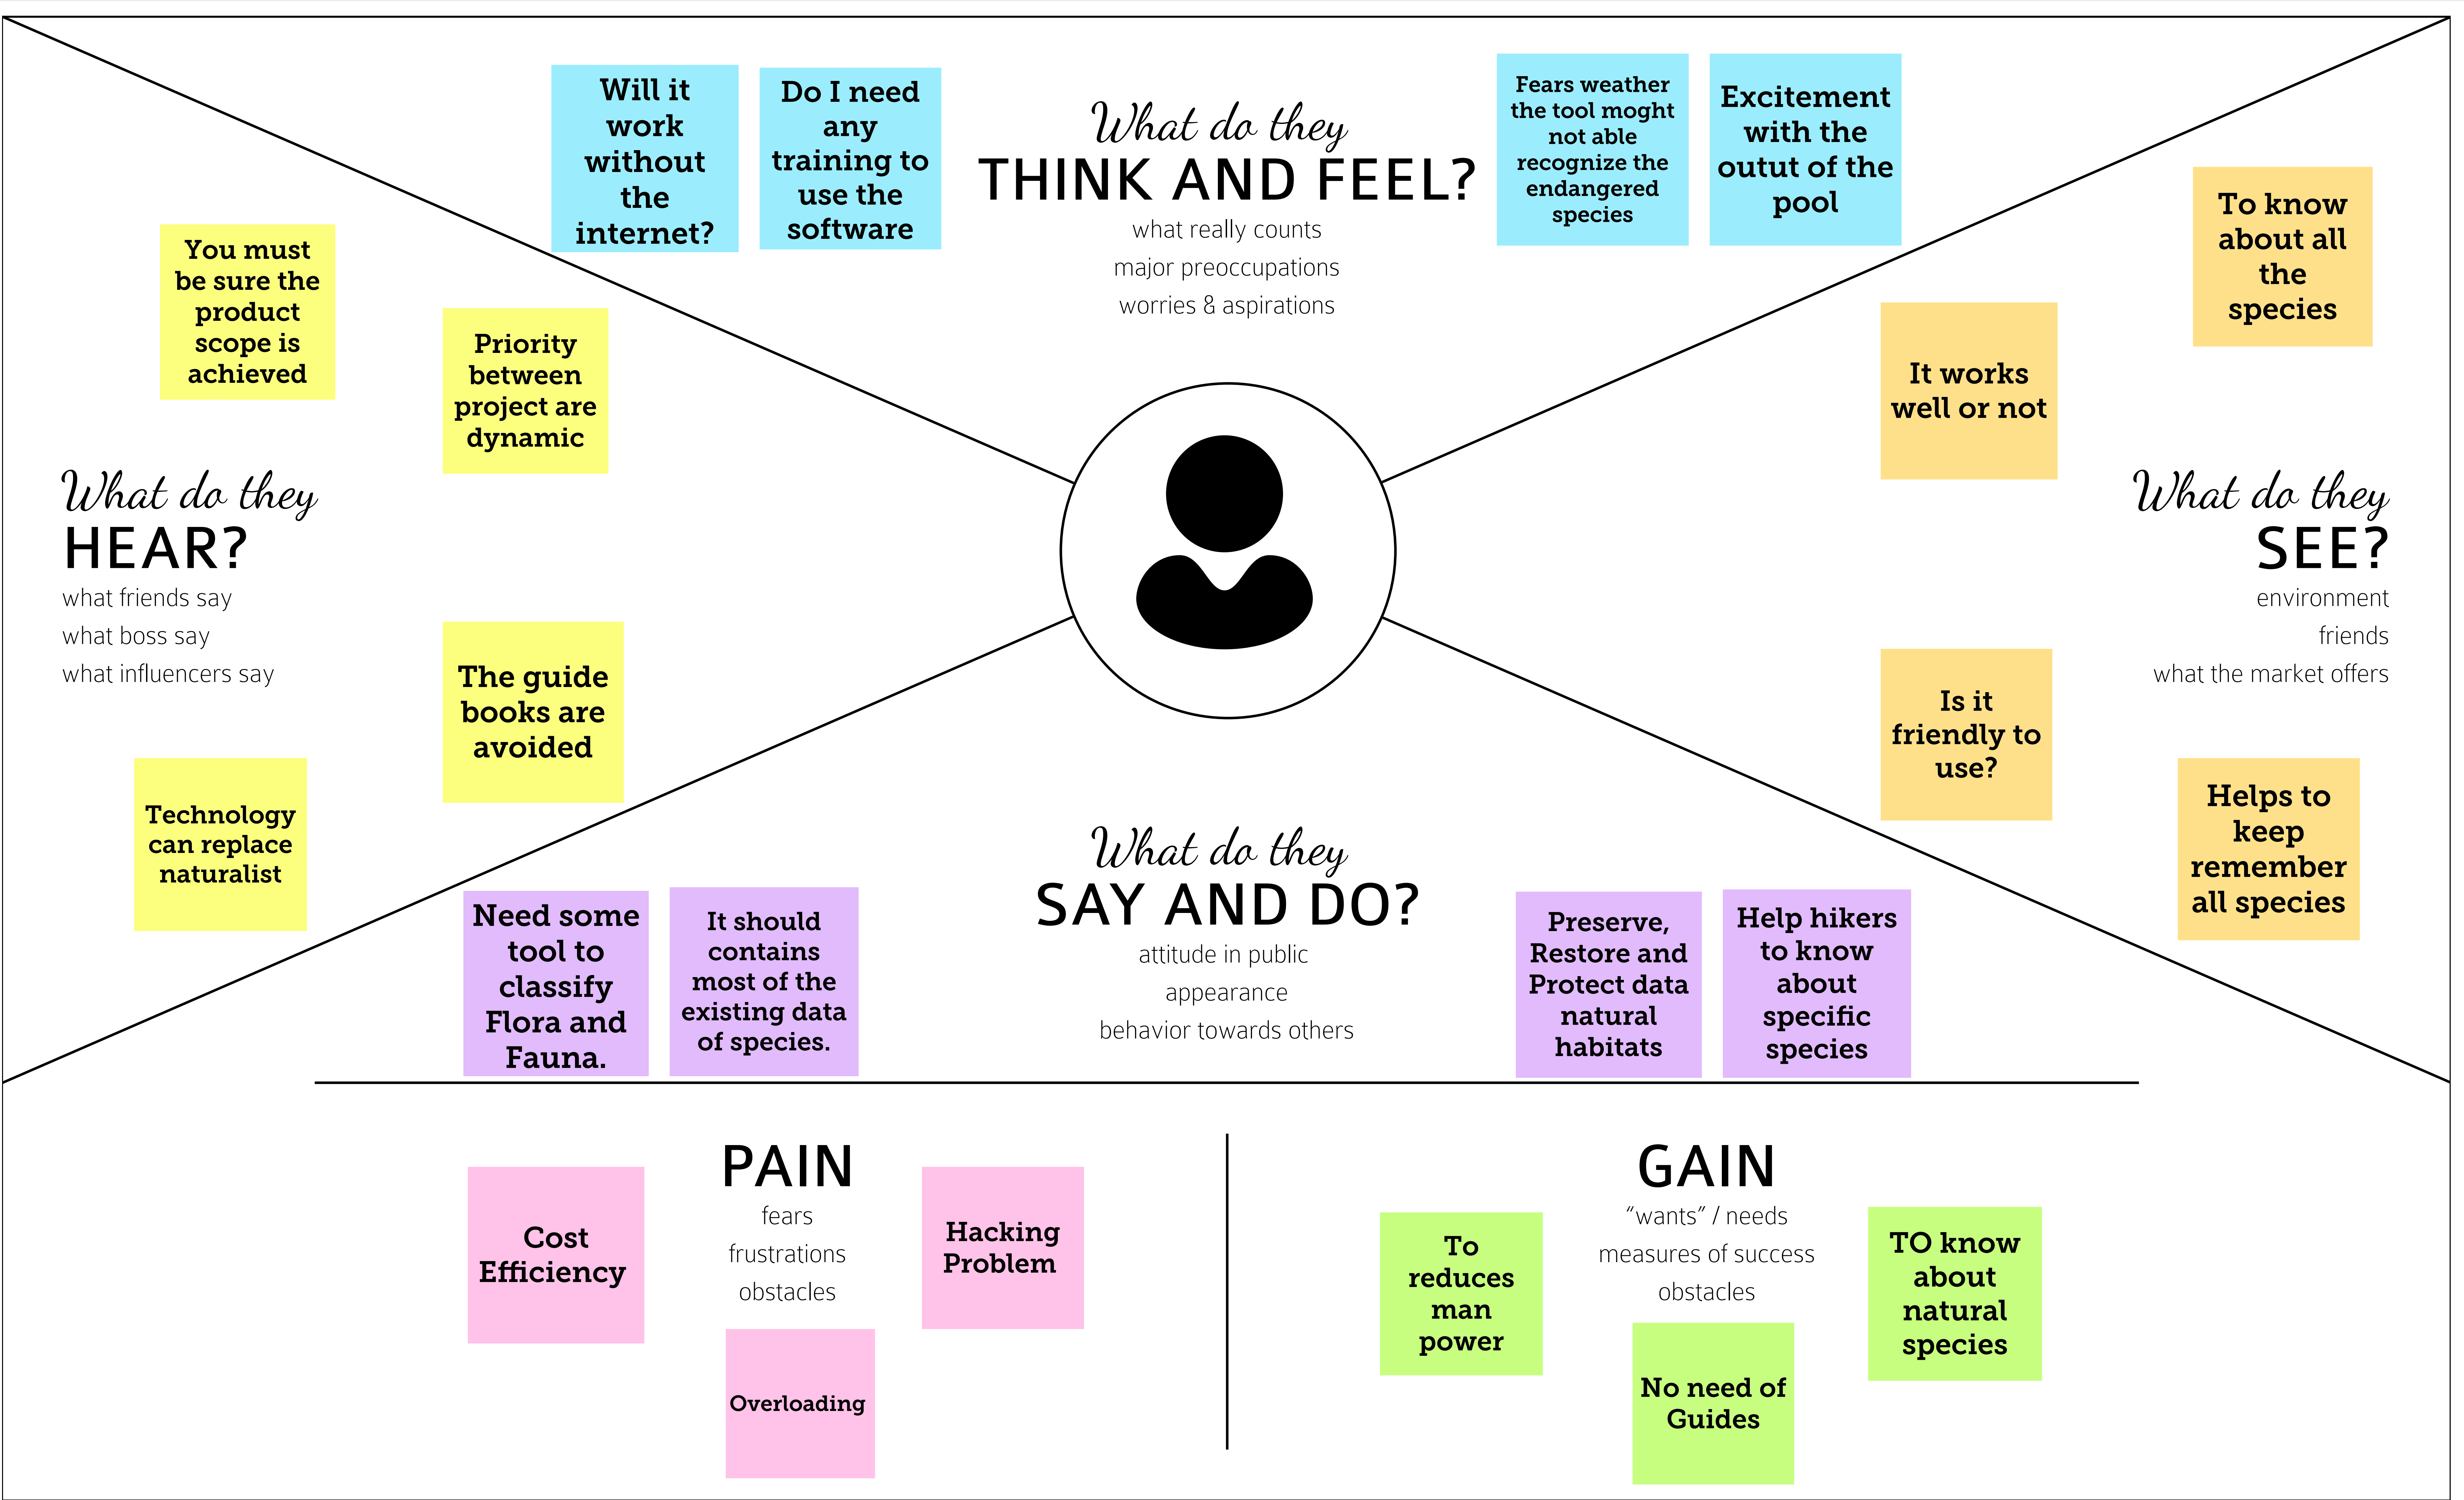 Will it
work
without
the
internet?
Do I need
any
training to
use the
software
What do they
THINK AND FEEL?
what really counts
major preoccupations
worries & aspirations
Fears weather
the tool moght
not able
recognize the
endangered
species
Excitement
with the
outut of the
pool
You must
be sure the
product
scope is
achieved
Priority
between
project are
dynamic
What do they
HEAR?
what friends say
what boss say
what influencers say
The guide
books are
avoided
Technology
can replace
naturalist
To know
about all
the
species
It works
well or not
What do they
SEE?
environment
friends
what the market offers
Is it
friendly to
use?
Helps to
keep
remember
all species
What do they
SAY AND DO?
attitude in public
appearance
behavior towards others
Need some
tool to
classify
Flora and
Fauna.
It should
contains
most of the
existing data
of species.
Preserve,
Restore and
Protect data
natural
habitats
Help hikers
to know
about
specific
species
PAIN
fears
frustrations
obstacles
Cost
Efficiency
Hacking
Problem
Overloading
GAIN
“wants” / needs
measures of success
obstacles
To
reduces
man
power
No need of
Guides
TO know
about
natural
species